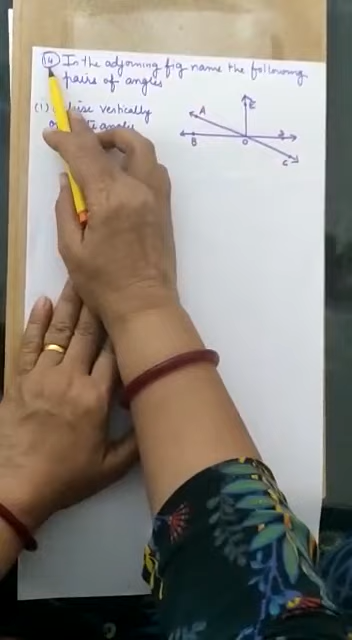 14 In the adjoining fig name the following
pairs of angles
(1) vertically
A
E
B
O
C